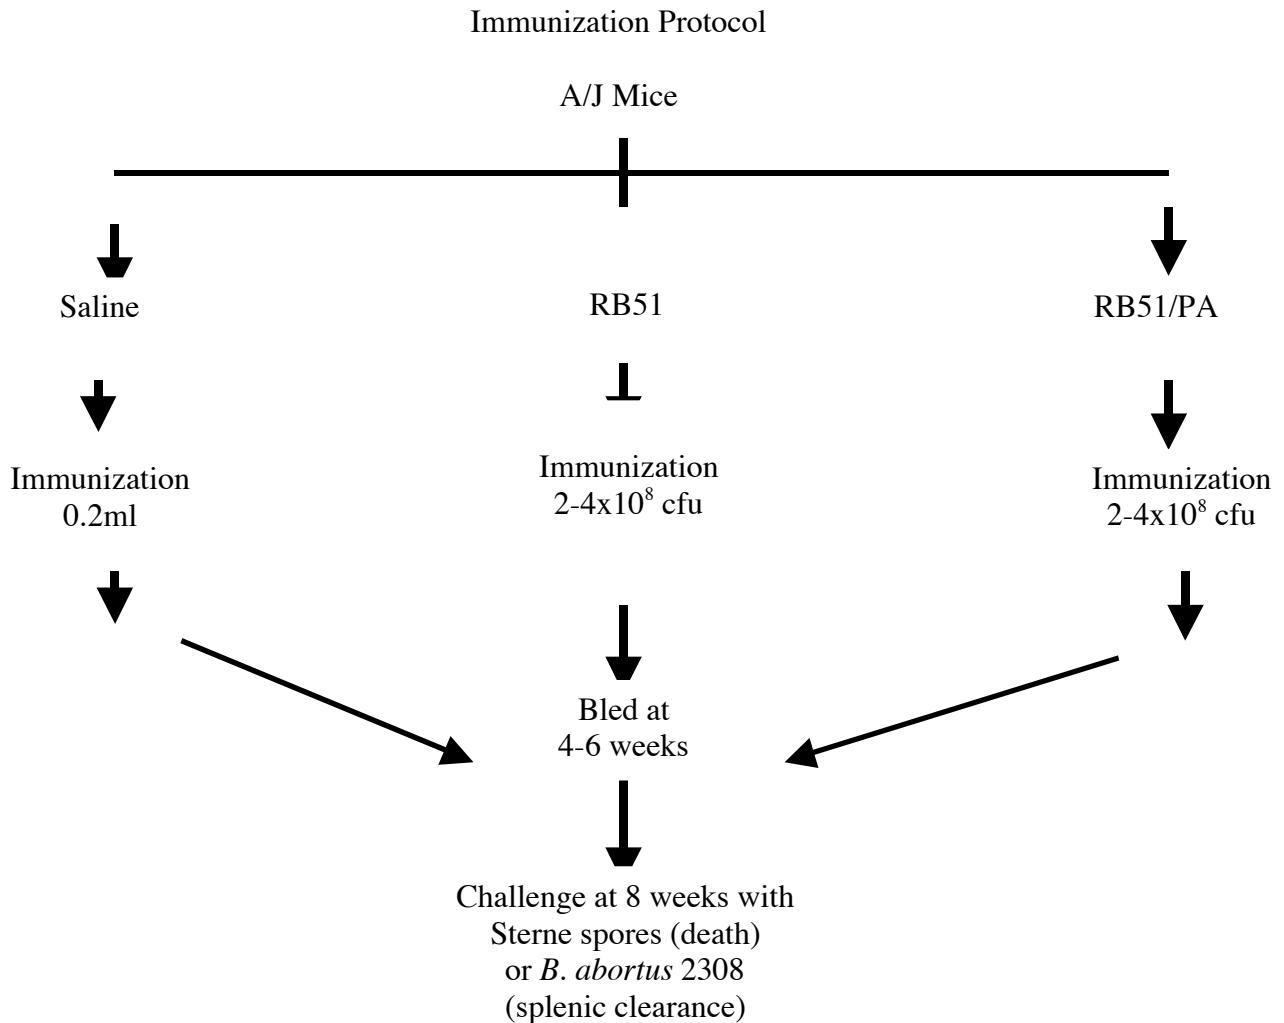 Immunization Protocol
A/J Mice
Saline
RB51
RB51/PA
Immunization
0.2ml
Immunization
2-4x10⁸ cfu
Immunization
2-4x10⁸ cfu
Bled at
4-6 weeks
Challenge at 8 weeks with
Sterne spores (death)
or B. abortus 2308
(splenic clearance)